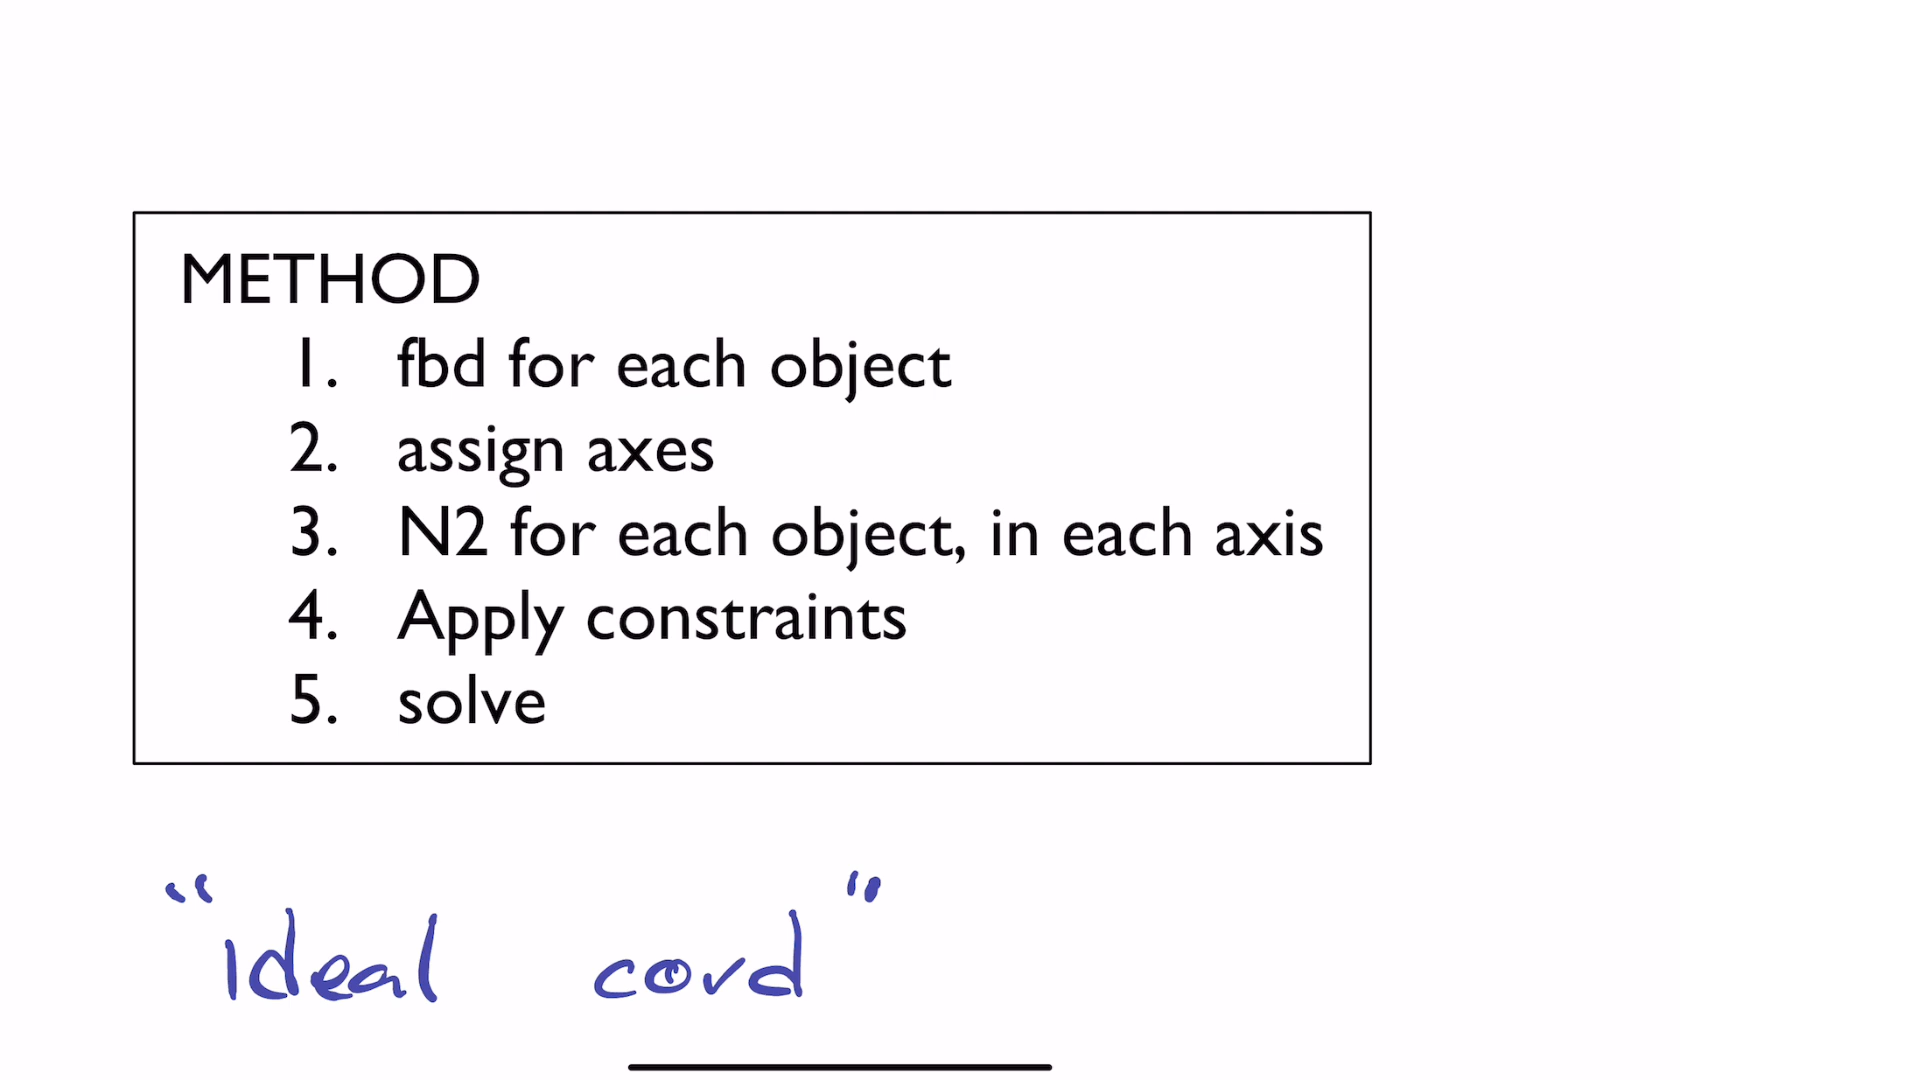 METHOD
1. fbd for each object
2. assign axes
3. N2 for each object, in each axis
4. Apply constraints
5. solve
"ideal cord"